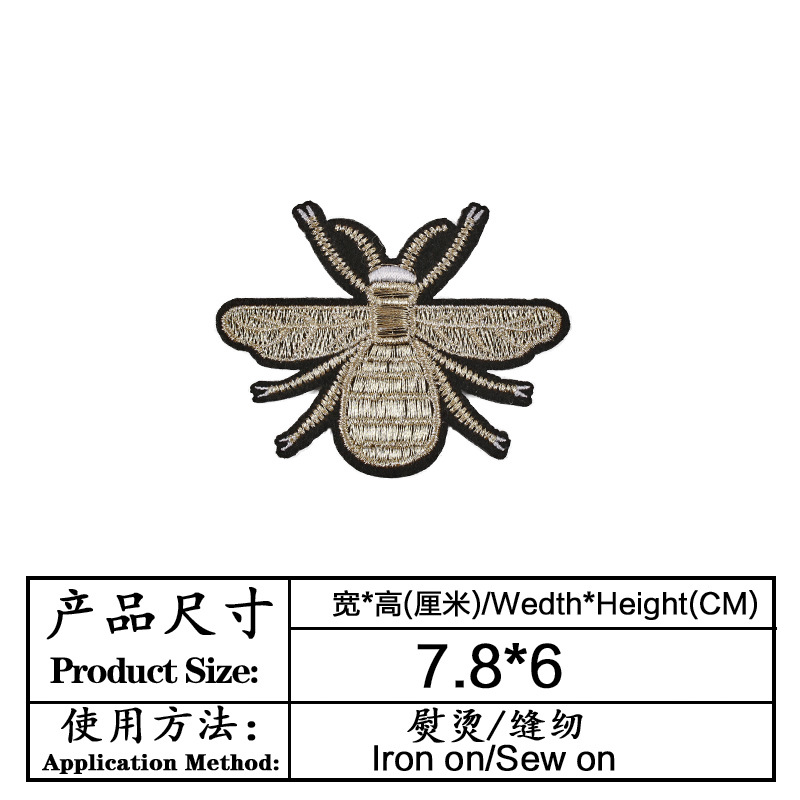 产品尺寸
Product Size:
宽*高(厘米)/Wedth*Height(CM)
7.8*6
使用方法:
Application Method:
熨烫/缝纫
Iron on/Sew on